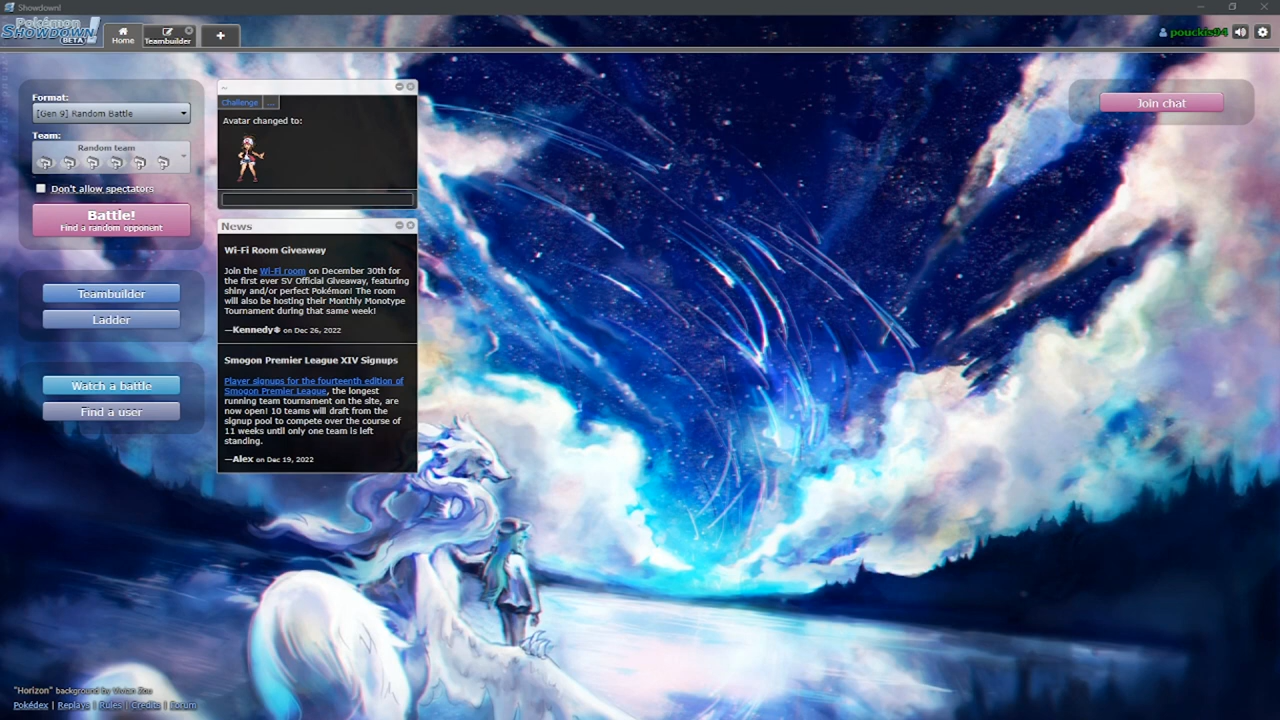 Showdown!
Pokémon
SHOWDOWN!
BETA
Home
Teambuilder
+
pouckis94
Format:
[Gen 9] Random Battle
Team:
Random team
Don't allow spectators
Battle!
Find a random opponent
Teambuilder
Ladder
Watch a battle
Find a user
~
Challenge
...
Avatar changed to:
News
Wi-Fi Room Giveaway
Join the Wi-Fi room on December 30th for
the first ever SV Official Giveaway, featuring
shiny and/or perfect Pokémon! The room
will also be hosting their Monthly Monotype
Tournament during that same week!
—Kennedy❄ on Dec 26, 2022
Smogon Premier League XIV Signups
Player signups for the fourteenth edition of
Smogon Premier League, the longest
running team tournament on the site, are
now open! 10 teams will draft from the
signup pool to compete over the course of
11 weeks until only one team is left
standing.
—Alex on Dec 19, 2022
Join chat
"Horizon" background by Vivian Zou
Pokédex | Replays | Rules | Credits | Forum